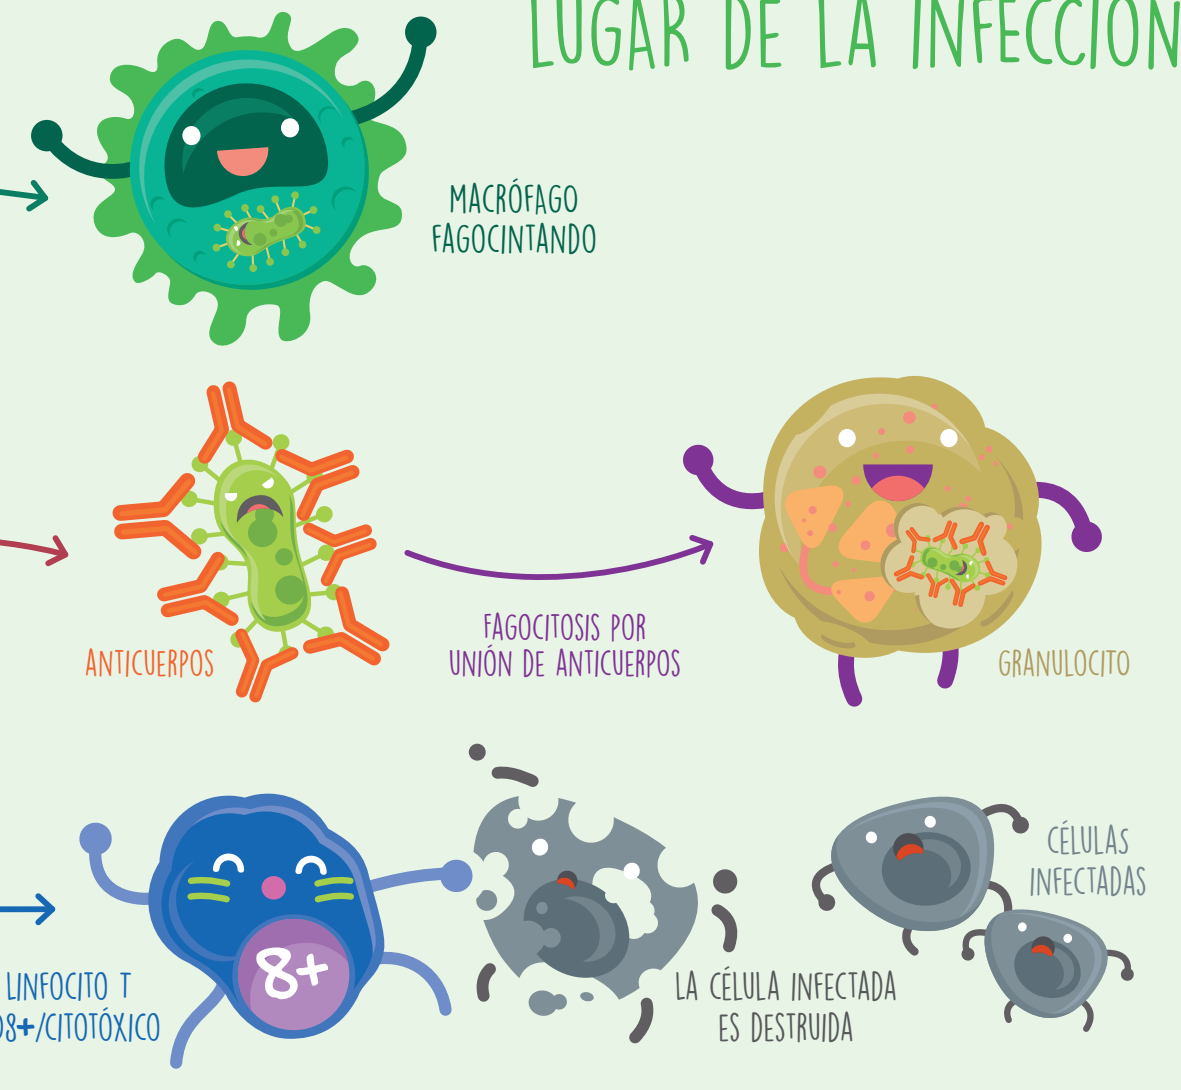 LUGAR DE LA INFECCIÓN
MACRÓFAGO
FAGOCINTANDO
ANTICUERPOS
FAGOCITOSIS POR
UNIÓN DE ANTICUERPOS
GRANULOCITO
8+
LINFOCITO T
D8+/CITOTÓXICO
LA CÉLULA INFECTADA
ES DESTRUIDA
CÉLULAS
INFECTADAS